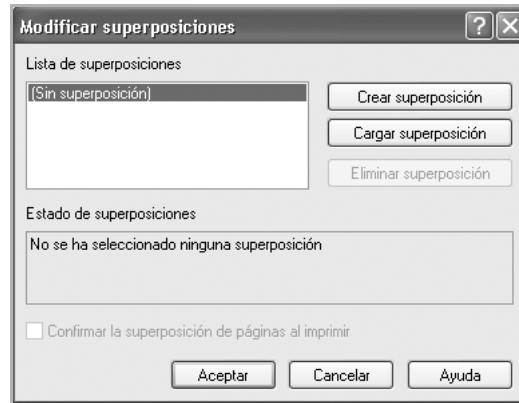 Modificar superposiciones
Lista de superposiciones
(Sin superposición)
Crear superposición
Cargar superposición
Eliminar superposición
Estado de superposiciones
No se ha seleccionado ninguna superposición
Confirmar la superposición de páginas al imprimir
Aceptar
Cancelar
Ayuda